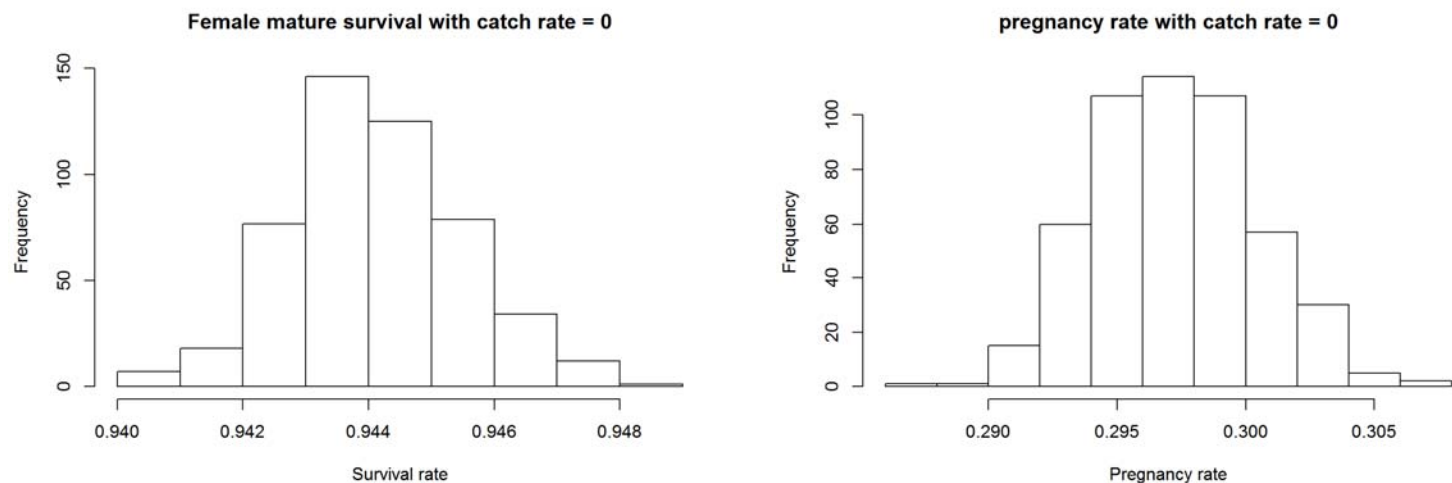 Female mature survival with catch rate = 0
150
100
50
0
Frequency
0.940 0.942 0.944 0.946 0.948
Survival rate
pregnancy rate with catch rate = 0
100
80
60
40
20
0
Frequency
0.290 0.295 0.300 0.305
Pregnancy rate